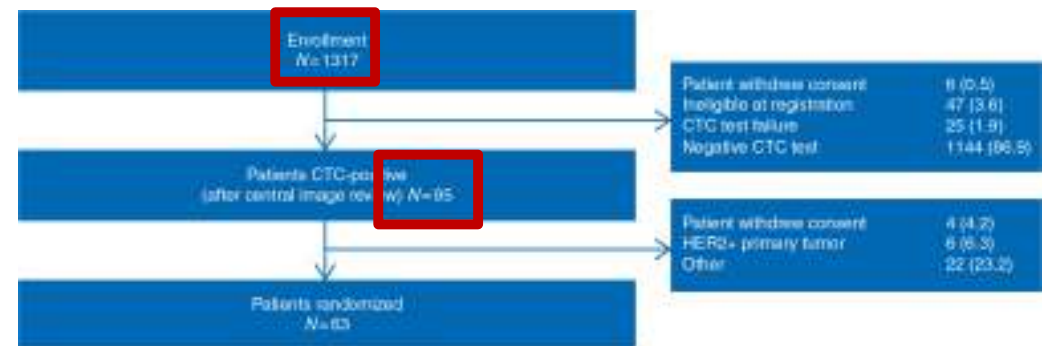 Enrollment
N=1317
Patient withdrew consent 6 (0.5)
Ineligible at registration 47 (3.6)
CTC test failure 25 (1.9)
Negative CTC test 1144 (86.9)
Patients CTC-positive
(after central image review) N=95
Patient withdrew consent 4 (4.2)
HER2+ primary tumor 6 (6.3)
Other 22 (23.2)
Patients randomized
N=63